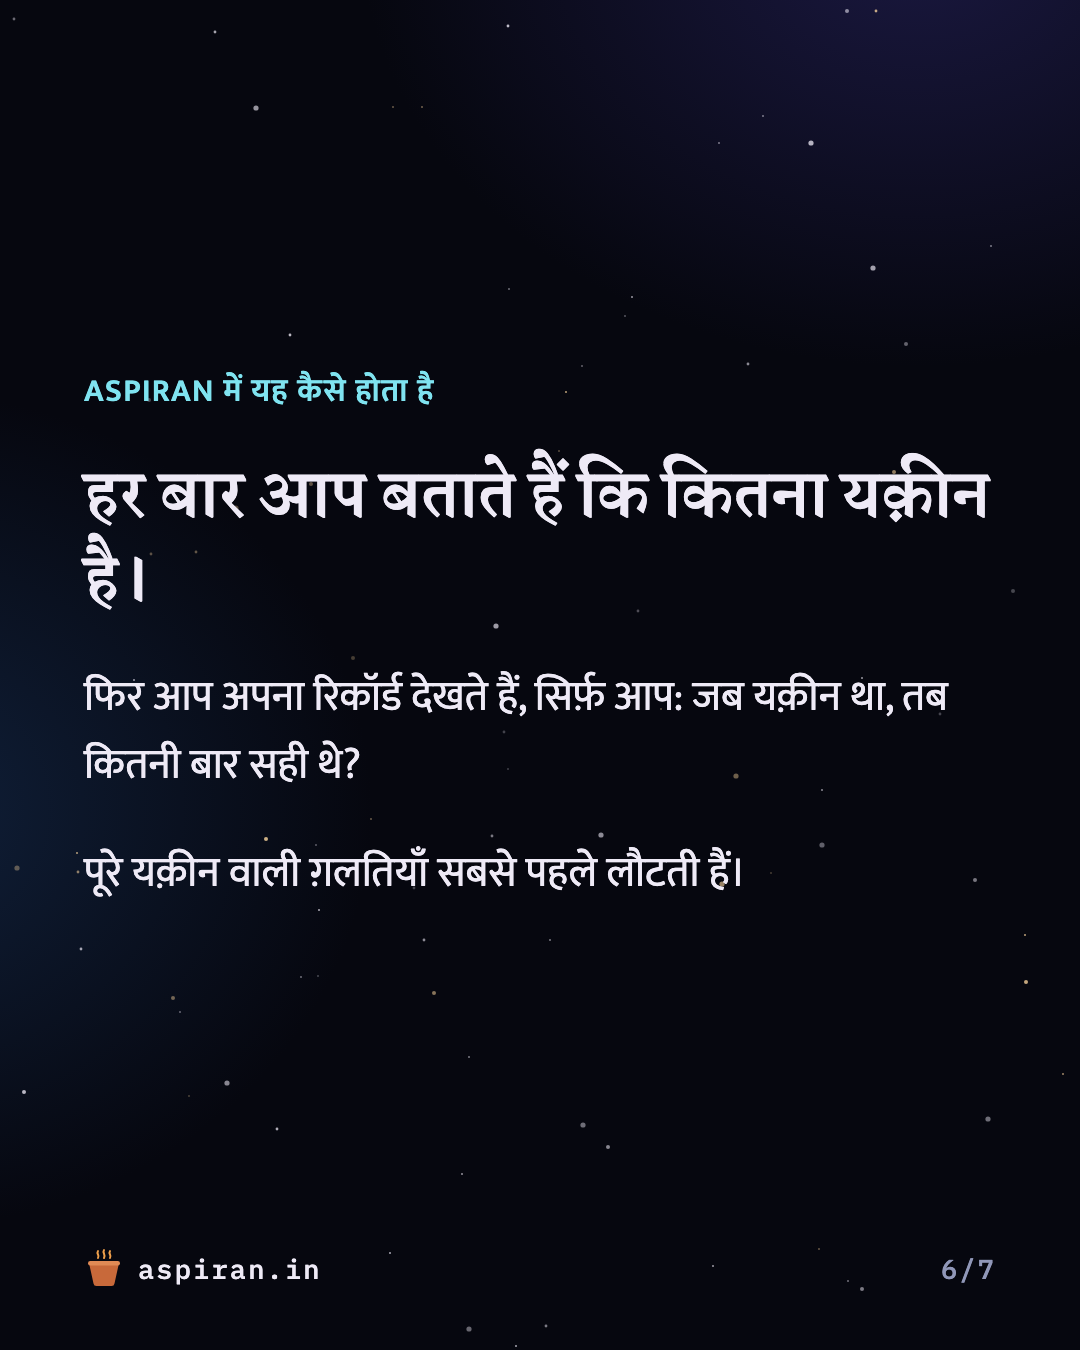 ASPIRAN में यह कैसे होता है
हर बार आप बताते हैं कि कितना यक़ीन
है।
फिर आप अपना रिकॉर्ड देखते हैं, सिर्फ़ आप: जब यक़ीन था, तब
कितनी बार सही थे?
पूरे यक़ीन वाली ग़लतियाँ सबसे पहले लौटती हैं।
aspiran.in
6/7